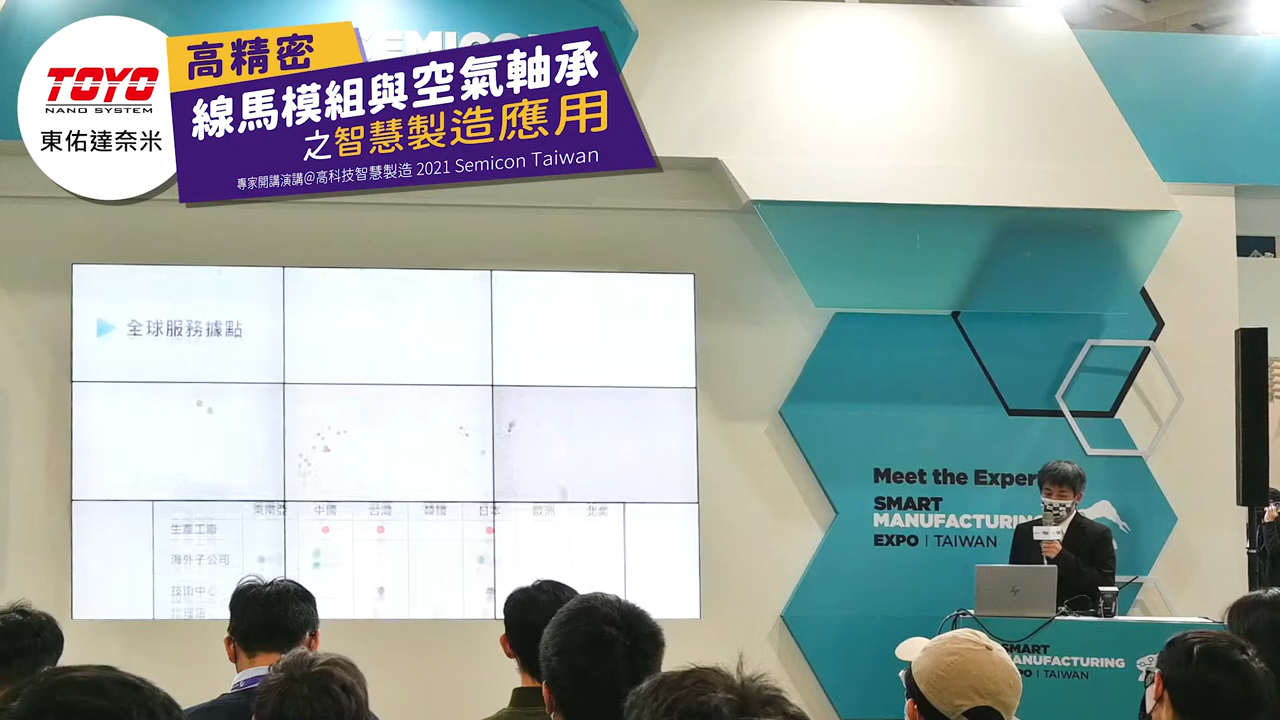 TOYO
NANO SYSTEM
東佑達奈米
高精密
線馬模組與空氣軸承
之智慧製造應用
專家開講演講@高科技智慧製造 2021 Semicon Taiwan
全球服務據點
東南亞 中國 台灣 韓國 日本 歐洲 北美
生產工廠
海外子公司
技術中心
Meet the Exper
SMART
MANUFACTURING
EXPO | TAIWAN
SMART
MANUFACTURING
EXPO | TAIWAN